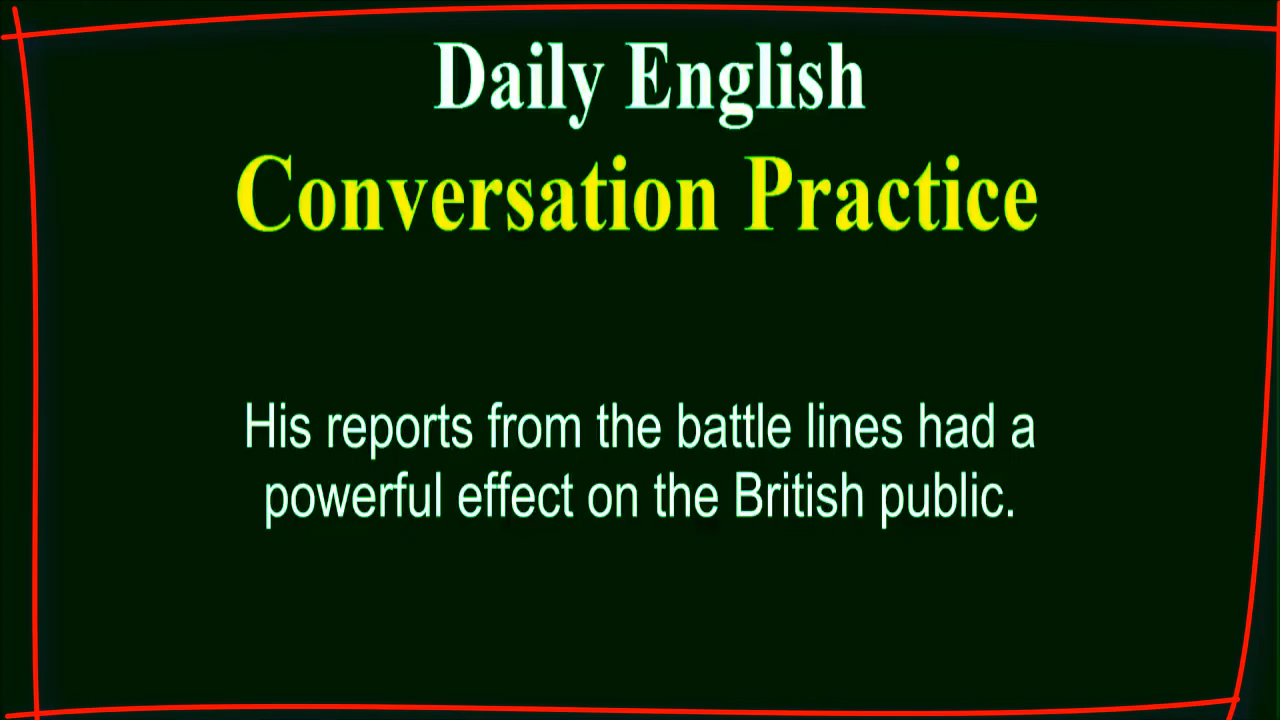 Daily English
Conversation Practice
His reports from the battle lines had a
powerful effect on the British public.